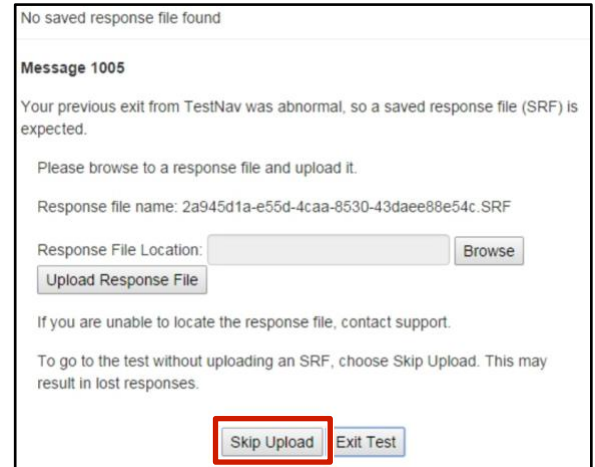 No saved response file found
Message 1005
Your previous exit from TestNav was abnormal, so a saved response file (SRF) is
expected.
Please browse to a response file and upload it.
Response file name: 2a945d1a-e55d-4caa-8530-43daee88e54c.SRF
Response File Location: Browse
Upload Response File
If you are unable to locate the response file, contact support.
To go to the test without uploading an SRF, choose Skip Upload. This may
result in lost responses.
Skip Upload Exit Test